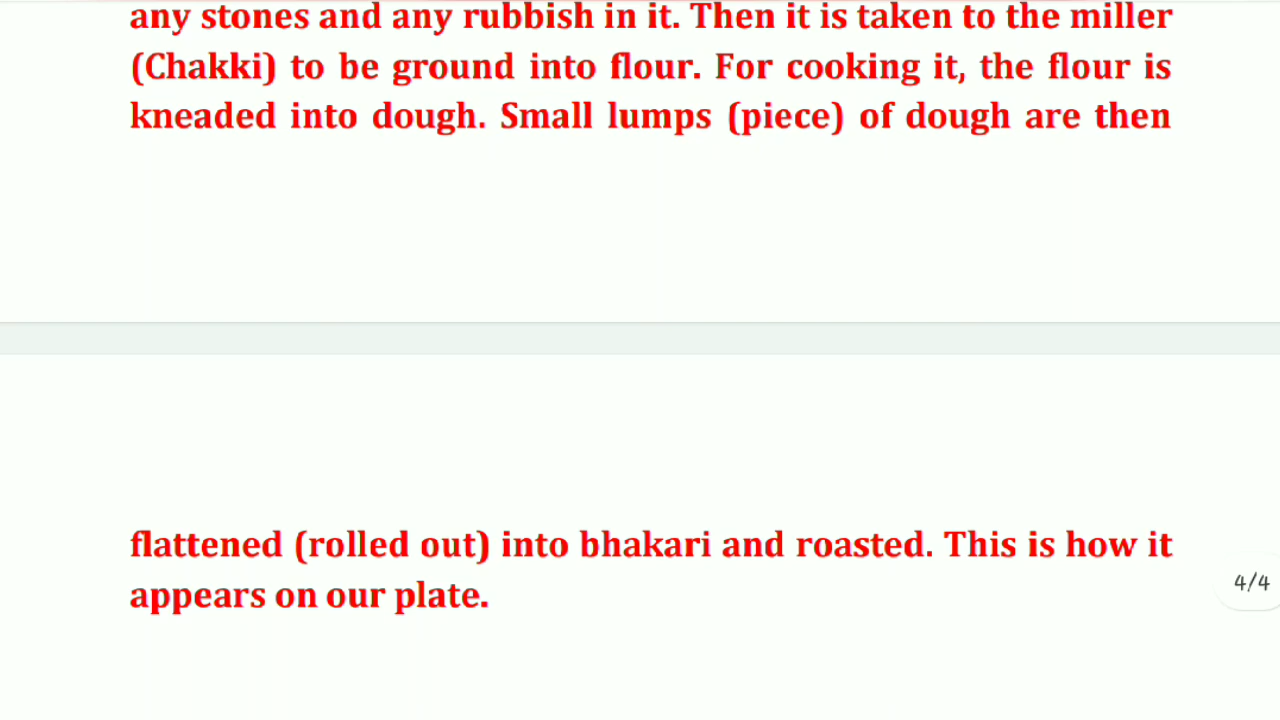 any stones and any rubbish in it. Then it is taken to the miller
(Chakki) to be ground into flour. For cooking it, the flour is
kneaded into dough. Small lumps (piece) of dough are then
flattened (rolled out) into bhakari and roasted. This is how it
4/4
appears on our plate.